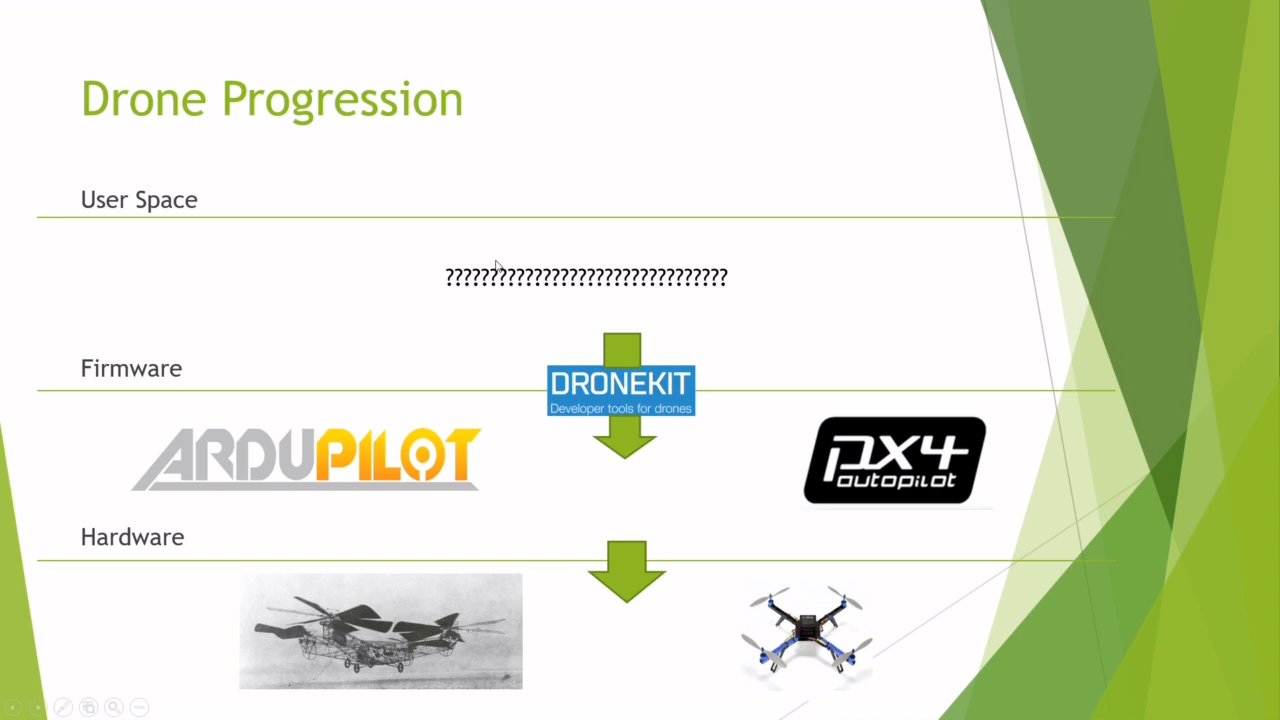 Drone Progression
User Space
????????????????????????????????
Firmware
DRONEKIT
Developer tools for drones
ARDUPILOT
px4
autopilot
Hardware